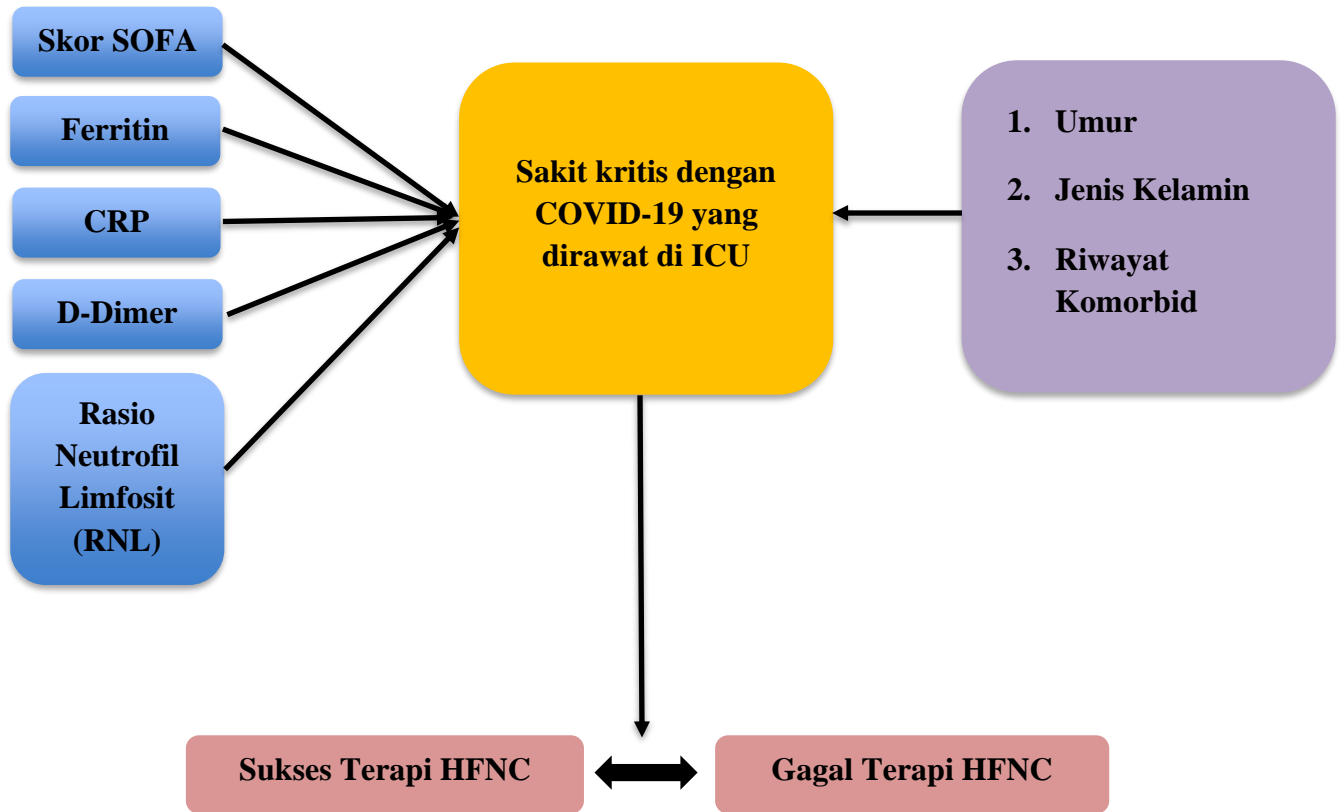 Skor SOFA
Ferritin
CRP
D-Dimer
Rasio
Neutrofil
Limfosit
(RNL)
Sakit kritis dengan
COVID-19 yang
dirawat di ICU
1. Umur
2. Jenis Kelamin
3. Riwayat
Komorbid
Sukses Terapi HFNC
Gagal Terapi HFNC